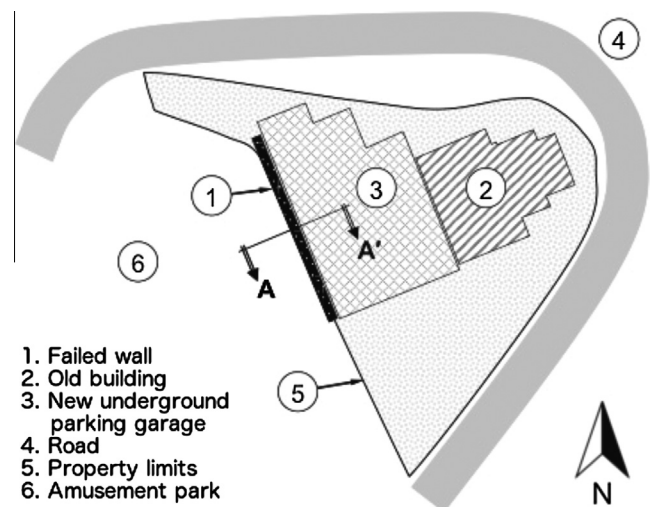 4
1
3
2
A'
6
A
1. Failed wall
2. Old building
3. New underground
parking garage
4. Road
5. Property limits
6. Amusement park
5
N